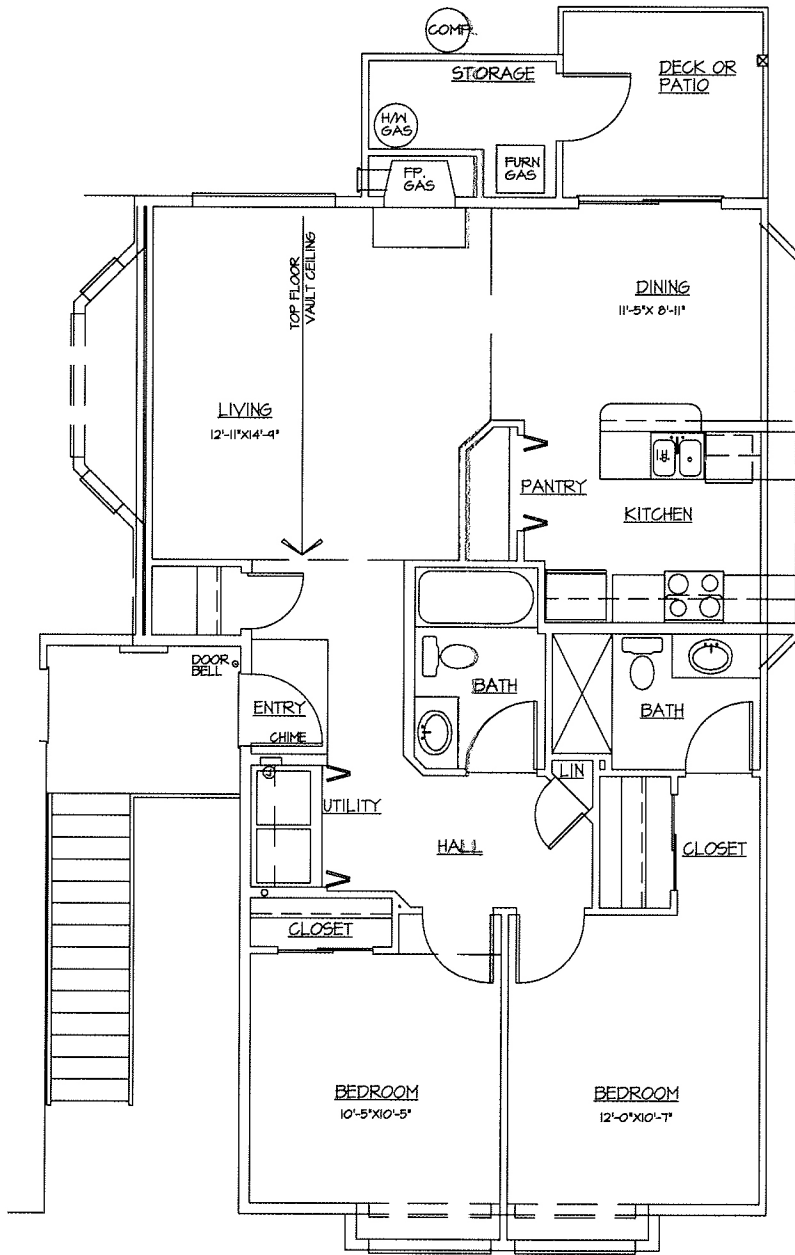 COMP.
STORAGE
DECK OR
PATIO
H/W
GAS
FP.
GAS
FURN
GAS
TOP FLOOR
VAULT CEILING
DINING
11'-5"X 8'-11"
LIVING
12'-11"X14'-9"
PANTRY
KITCHEN
DOOR
BELL
ENTRY
CHIME
BATH
BATH
LIN
UTILITY
HALL
CLOSET
CLOSET
BEDROOM
10'-5"X10'-5"
BEDROOM
12'-0"X10'-7"